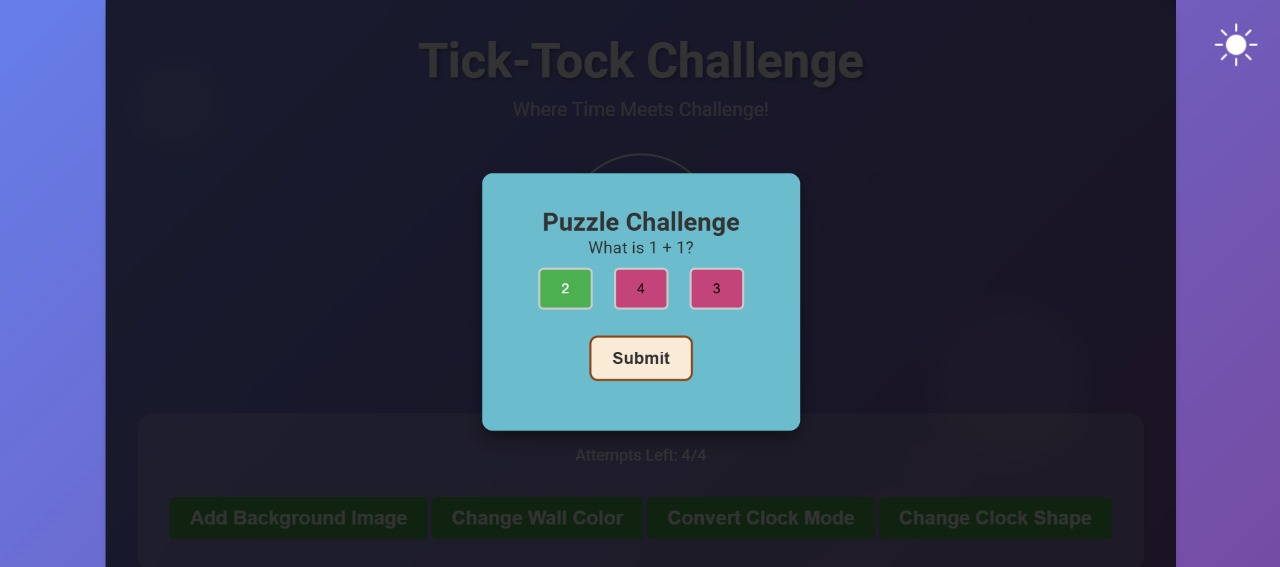 Tick-Tock Challenge
Where Time Meets Challenge!
Puzzle Challenge
What is 1 + 1?
2 4 3
Submit
Attempts Left: 4/4
Add Background Image Change Wall Color Convert Clock Mode Change Clock Shape